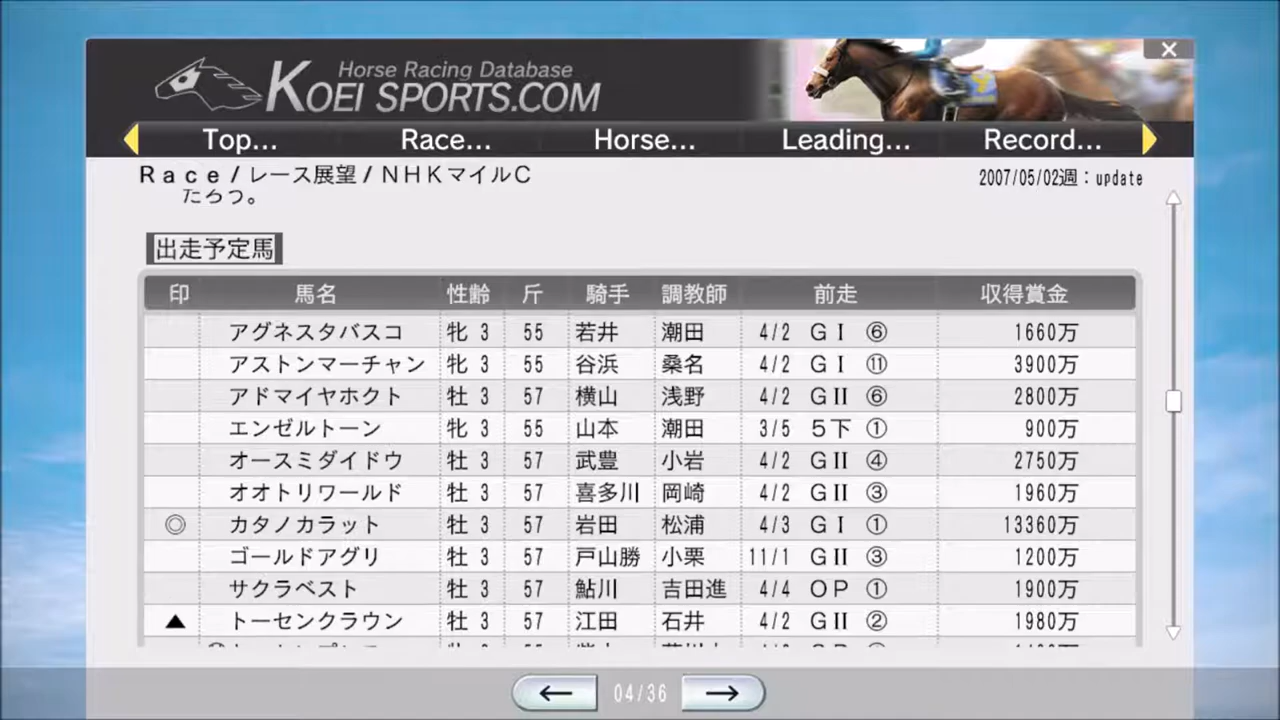 Horse Racing Database
KOEI SPORTS.COM
Top... Race... Horse... Leading... Record...
Race/レース展望/NHKマイルC 2007/05/02週：update
だろう。
出走予定馬
印 馬名 性齢 斤 騎手 調教師 前走 収得賞金
アグネスタバスコ 牝 3 55 若井 潮田 4/2 GⅠ ⑥ 1660万
アストンマーチャン 牝 3 55 谷浜 桑名 4/2 GⅠ ⑪ 3900万
アドマイヤホクト 牡 3 57 横山 浅野 4/2 GⅡ ⑥ 2800万
エンゼルトーン 牝 3 55 山本 潮田 3/5 5下 ① 900万
オースミダイドウ 牡 3 57 武豊 小岩 4/2 GⅡ ④ 2750万
オオトリワールド 牡 3 57 喜多川 岡崎 4/2 GⅡ ③ 1960万
◎ カタノカラット 牡 3 57 岩田 松浦 4/3 GⅠ ① 13360万
ゴールドアグリ 牡 3 57 戸山勝 小栗 11/1 GⅡ ③ 1200万
サクラベスト 牡 3 57 鮎川 吉田進 4/4 OP ① 1900万
▲ トーセンクラウン 牡 3 57 江田 石井 4/2 GⅡ ② 1980万
← 04/36 →